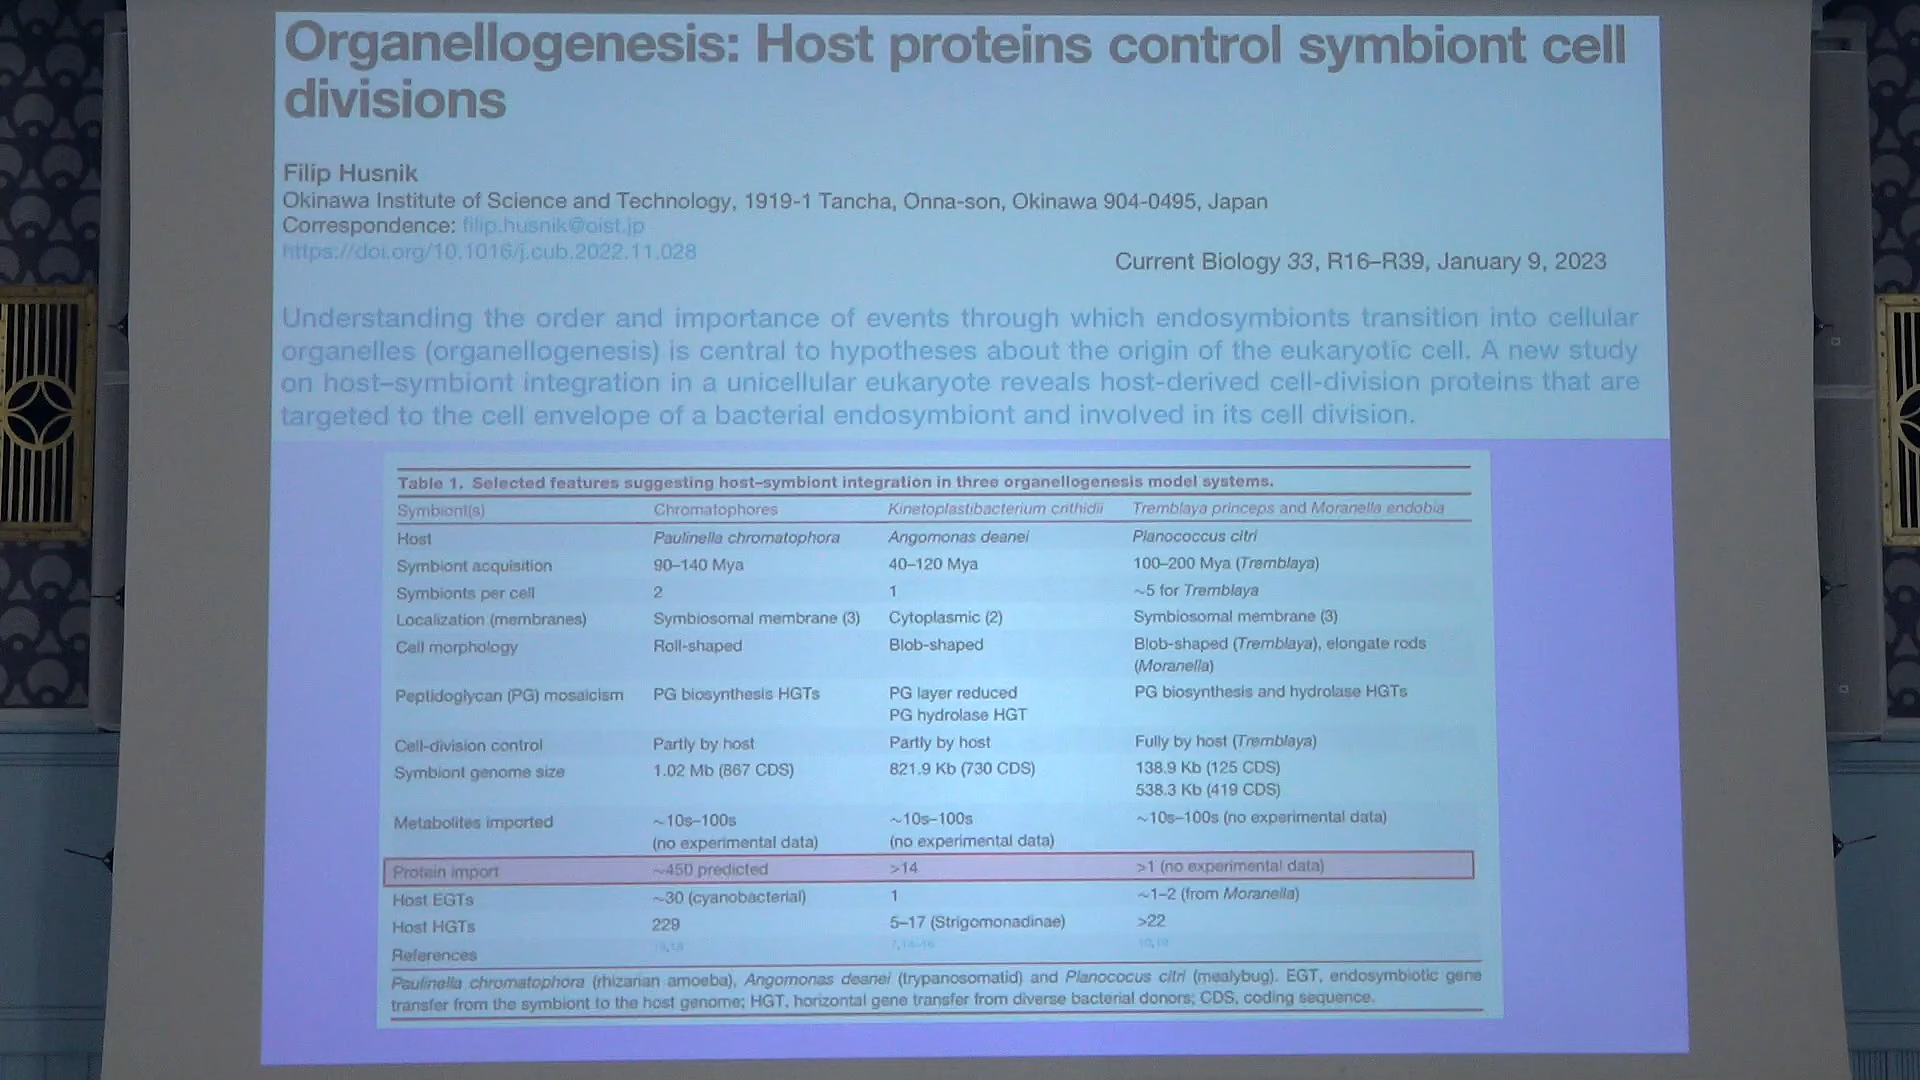 Organellogenesis: Host proteins control symbiont cell
divisions
Filip Husnik
Okinawa Institute of Science and Technology, 1919-1 Tancha, Onna-son, Okinawa 904-0495, Japan
Correspondence: filip.husnik@oist.jp
https://doi.org/10.1016/j.cub.2022.11.028
Current Biology 33, R16–R39, January 9, 2023
Understanding the order and importance of events through which endosymbionts transition into cellular
organelles (organellogenesis) is central to hypotheses about the origin of the eukaryotic cell. A new study
on host–symbiont integration in a unicellular eukaryote reveals host-derived cell-division proteins that are
targeted to the cell envelope of a bacterial endosymbiont and involved in its cell division.
Table 1. Selected features suggesting host–symbiont integration in three organellogenesis model systems.
Symbiont(s) Chromatophores Kinetoplastibacterium crithidii Tremblaya princeps and Moranella endobia
Host Paulinella chromatophora Angomonas deanei Planococcus citri
Symbiont acquisition 90–140 Mya 40–120 Mya 100–200 Mya (Tremblaya)
Symbionts per cell 2 1 ~5 for Tremblaya
Localization (membranes) Symbiosomal membrane (3) Cytoplasmic (2) Symbiosomal membrane (3)
Cell morphology Roll-shaped Blob-shaped Blob-shaped (Tremblaya), elongate rods
(Moranella)
Peptidoglycan (PG) mosaicism PG biosynthesis HGTs PG layer reduced PG biosynthesis and hydrolase HGTs
PG hydrolase HGT
Cell-division control Partly by host Partly by host Fully by host (Tremblaya)
Symbiont genome size 1.02 Mb (867 CDS) 821.9 Kb (730 CDS) 138.9 Kb (125 CDS)
538.3 Kb (419 CDS)
Metabolites imported ~10s–100s ~10s–100s ~10s–100s (no experimental data)
(no experimental data) (no experimental data)
Protein import ~450 predicted >14 >1 (no experimental data)
Host EGTs ~30 (cyanobacterial) 1 ~1–2 (from Moranella)
Host HGTs 229 5–17 (Strigomonadinae) >22
References
Paulinella chromatophora (rhizarian amoeba), Angomonas deanei (trypanosomatid) and Planococus citri (mealybug). EGT, endosymbiotic gene
transfer from the symbiont to the host genome; HGT, horizontal gene transfer from diverse bacterial donors; CDS, coding sequence.